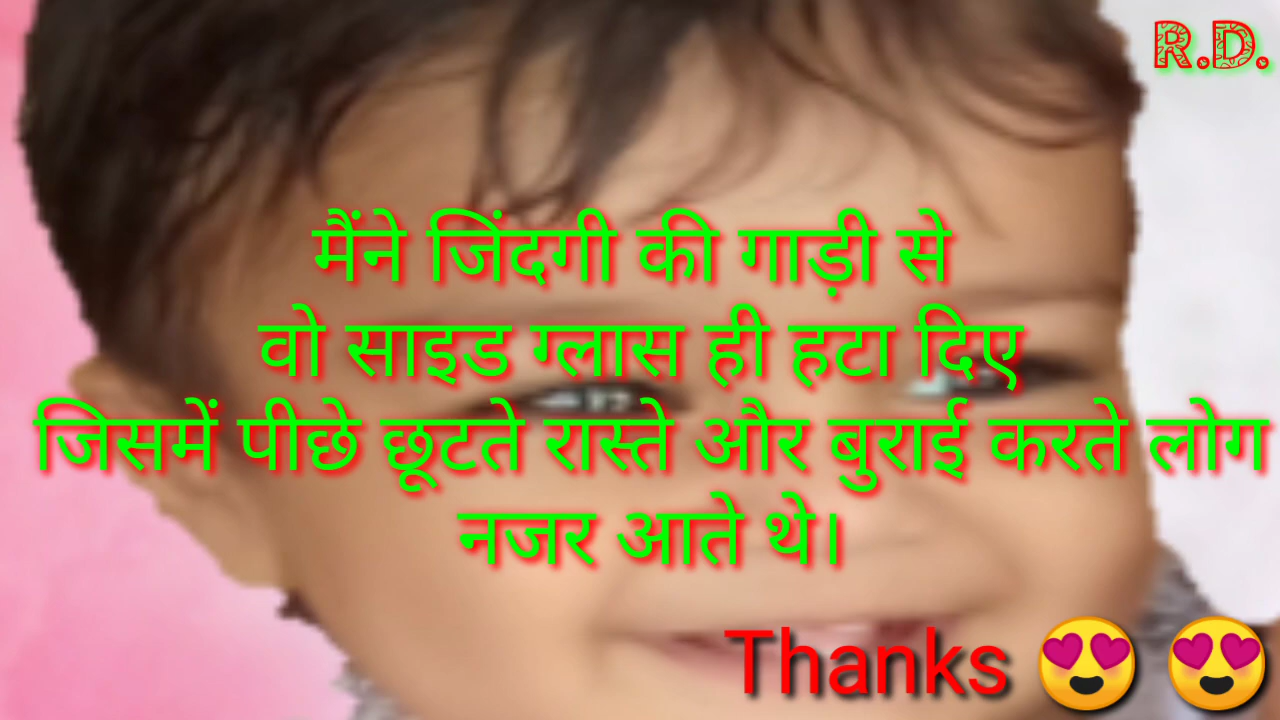 R.D.
मैंने जिंदगी की गाड़ी से
वो साइड ग्लास ही हटा दिए
जिसमें पीछे छूटते रास्ते और बुराई करते लोग
नजर आते थे।
Thanks 😍 😍